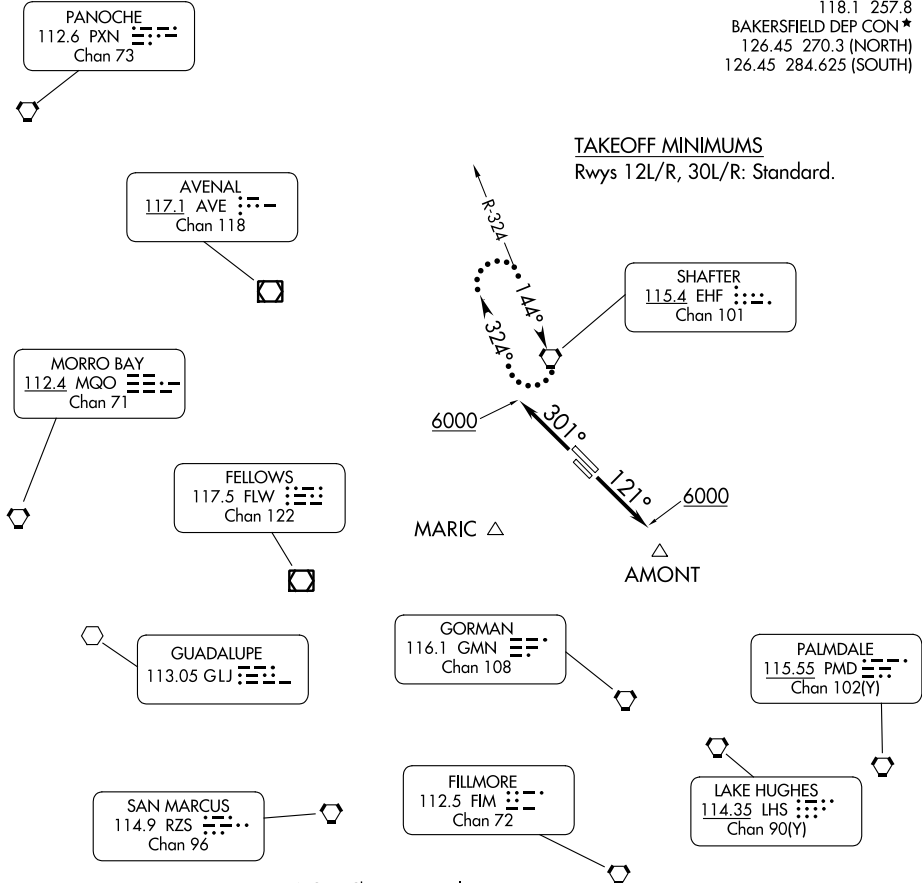 118.1 257.8
BAKERSFIELD DEP CON ★
126.45 270.3 (NORTH)
126.45 284.625 (SOUTH)
PANOCHE
112.6 PXN
Chan 73
TAKEOFF MINIMUMS
Rwys 12L/R, 30L/R: Standard.
AVENAL
117.1 AVE
Chan 118
R-324
144°
324°
SHAFTER
115.4 EHF
Chan 101
MORRO BAY
112.4 MQO
Chan 71
6000
301°
121°
6000
FELLOWS
117.5 FLW
Chan 122
MARIC
AMONT
GUADALUPE
113.05 GLJ
GORMAN
116.1 GMN
Chan 108
PALMDALE
115.55 PMD
Chan 102(Y)
SAN MARCUS
114.9 RZS
Chan 96
FILLMORE
112.5 FIM
Chan 72
LAKE HUGHES
114.35 LHS
Chan 90(Y)